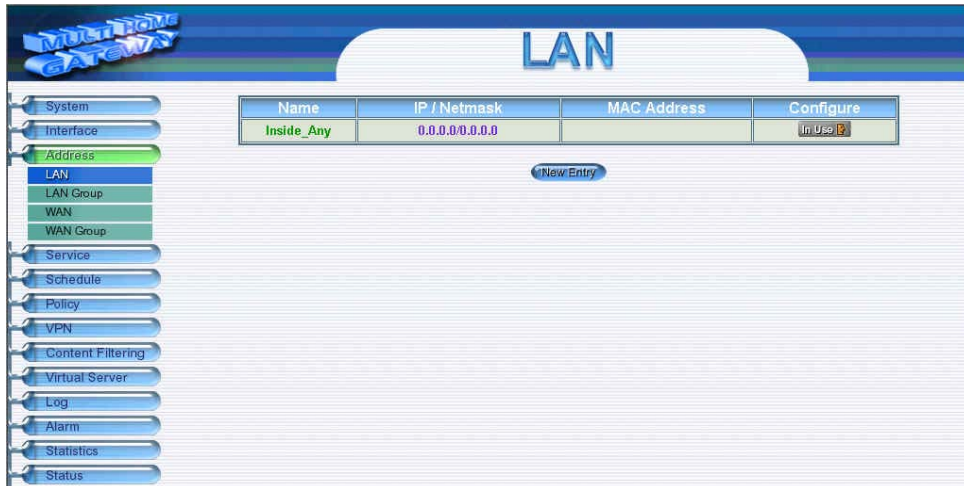 MULTI HOME
GATEWAY
LAN
System
Interface
Address
LAN
LAN Group
WAN
WAN Group
Service
Schedule
Policy
VPN
Content Filtering
Virtual Server
Log
Alarm
Statistics
Status
Name IP / Netmask MAC Address Configure
Inside_Any 0.0.0.0/0.0.0.0 In Use
New Entry